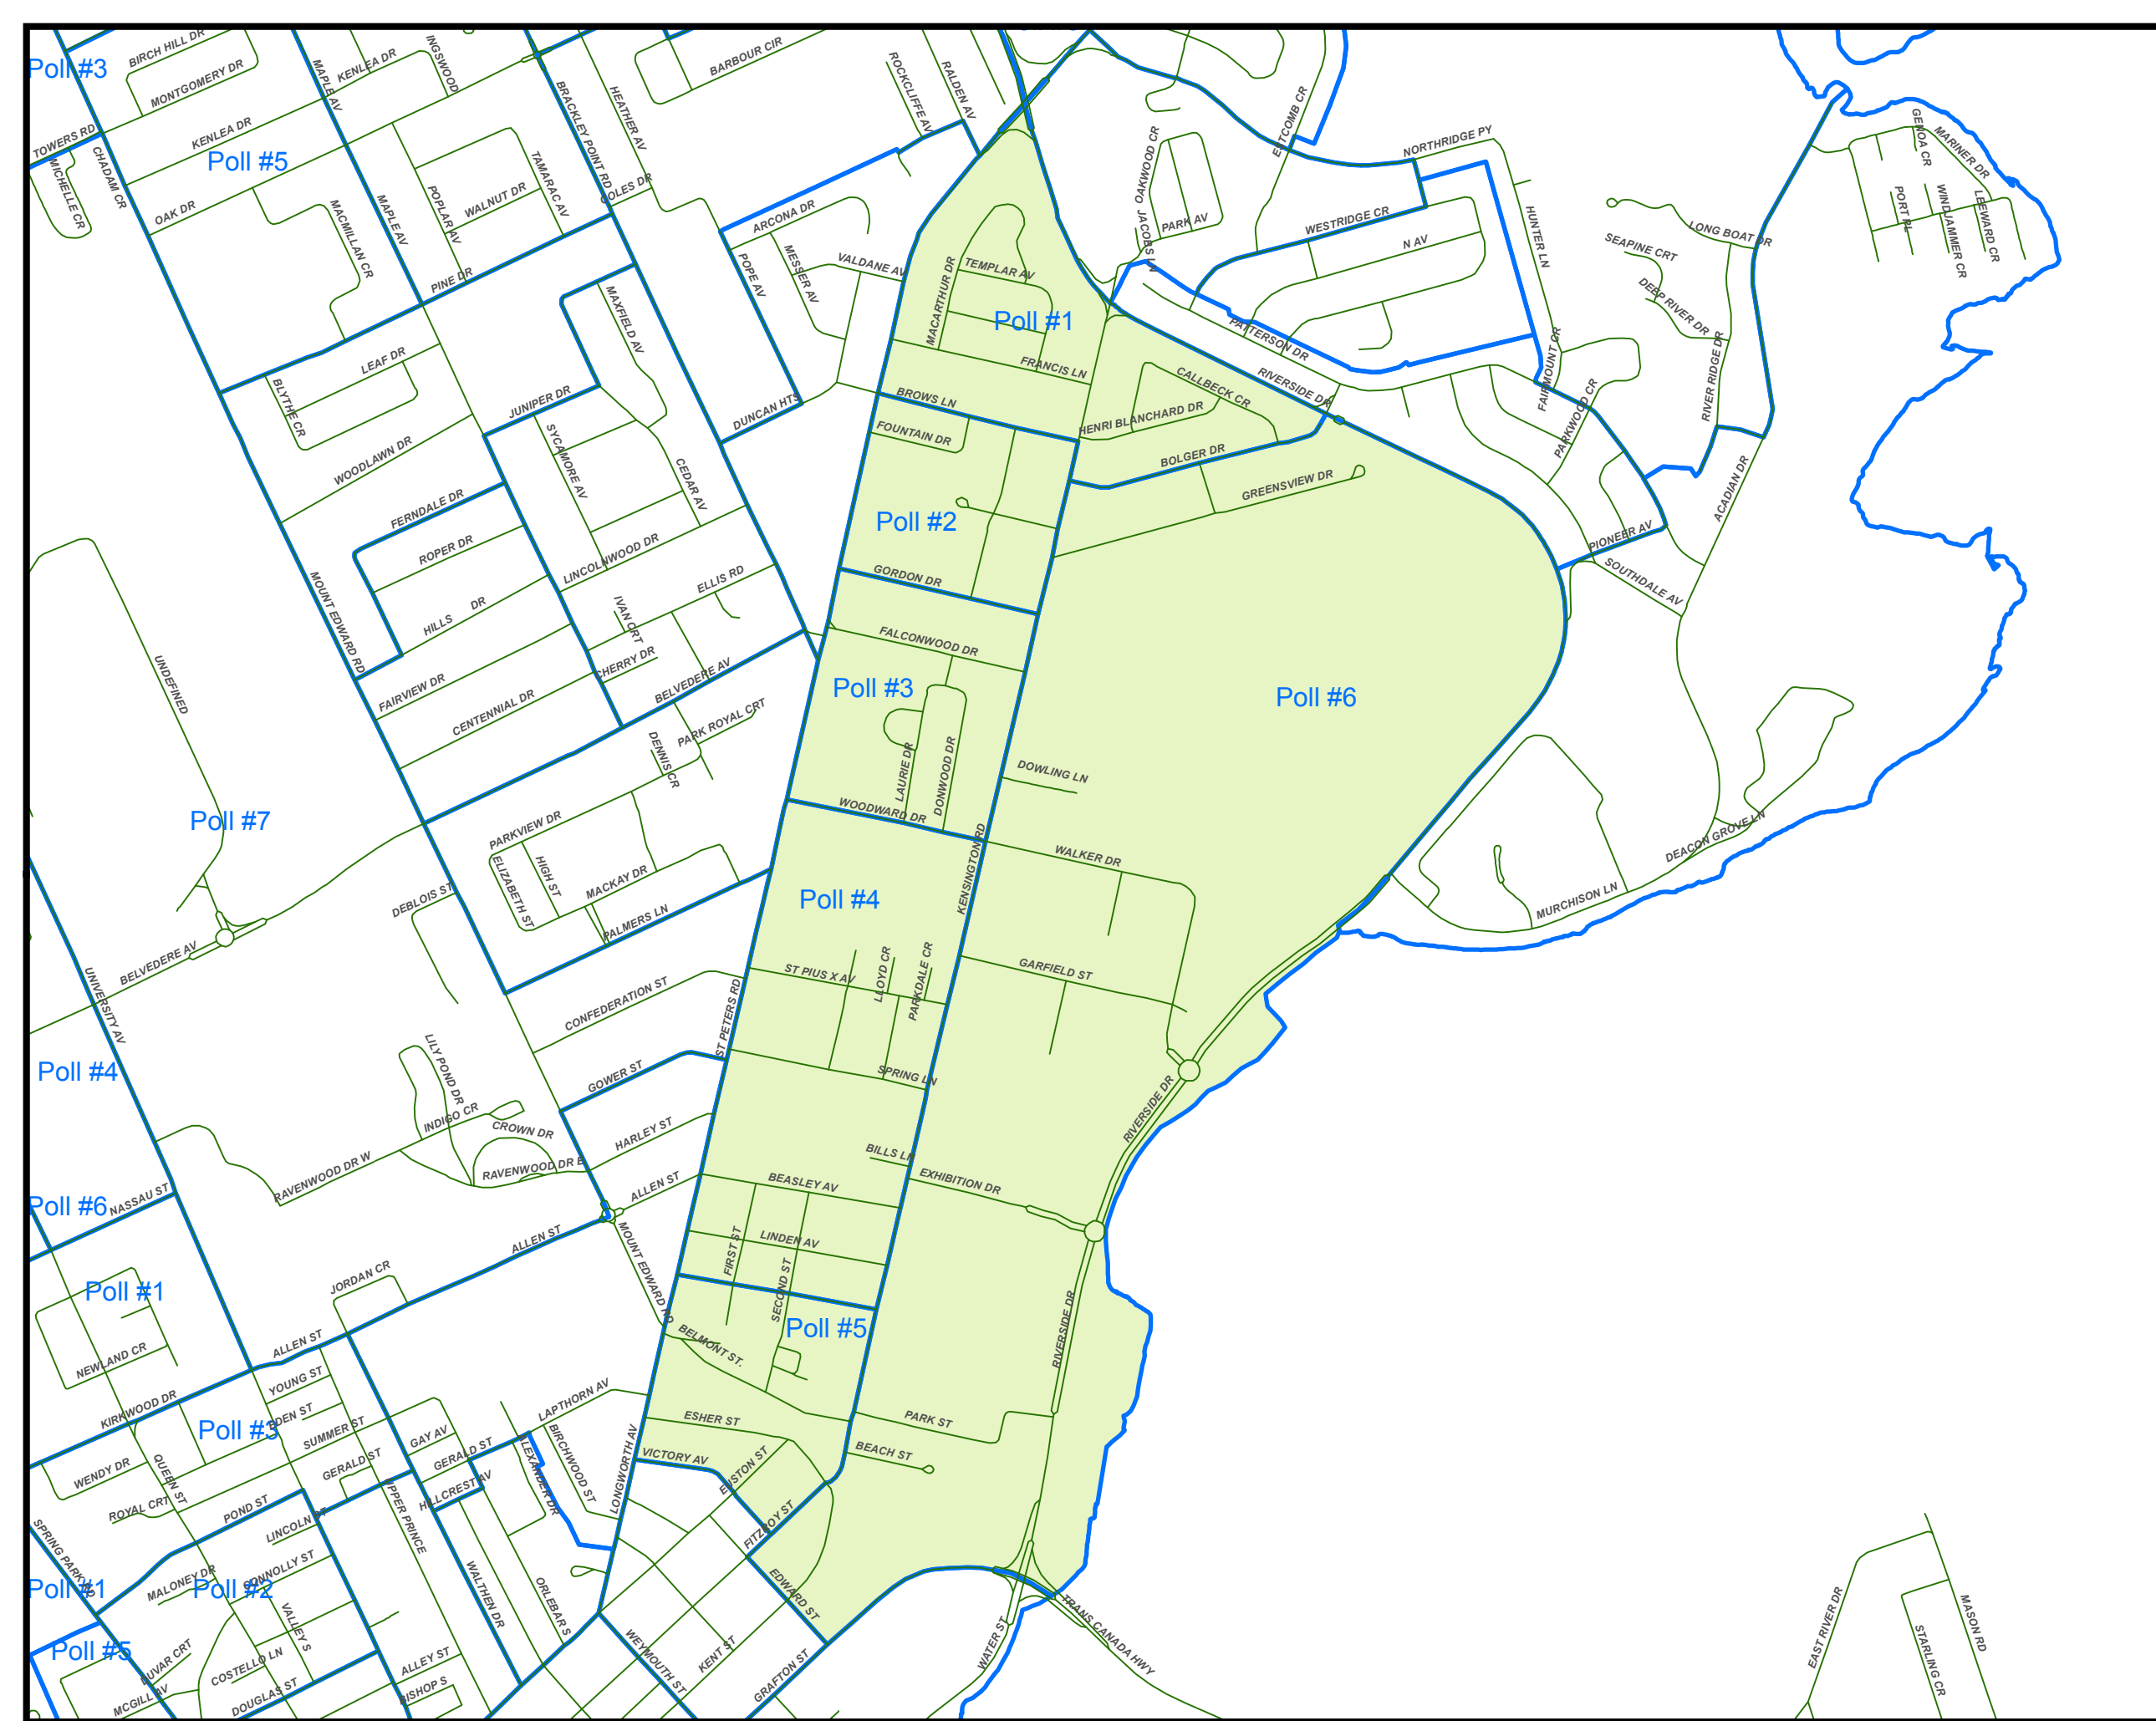 Poll #3
BIRCH HILL DR
MONTGOMERY DR
KENLEA DR
INGSWOOD
MAPLE AV
BRACKLEY POINT RD
HEATHER AV
BARBOUR CIR
ROCKCLIFFE AV
RALDEN AV
TOWERS RD
MICHELLE CR
CHADAM CR
KENLEA DR
Poll #5
OAK DR
MACMILLAN CR
MAPLE AV
POPLAR AV
WALNUT DR
TAMARAC AV
COLES DR
PINE DR
ARCONA DR
POPE AV
MESSER AV
VALDANE AV
MACARTHUR DR
TEMPLAR AV
Poll #1
FRANCIS LN
OAKWOOD CR
JACOBS LN
PARK AV
ESTCOMB CR
NORTHRIDGE PY
WESTRIDGE CR
N AV
HUNTER LN
PATTERSON DR
RIVERSIDE DR
FAIRMOUNT CR
PARKWOOD CR
SEAPINE CRT
LONG BOAT DR
DEEP RIVER DR
RIVER RIDGE DR
ACADIAN DR
GENOA CR
MARINER DR
PORT PL
WINDJAMMER CR
LEEWARD CR
BLYTHE CR
LEAF DR
MAXFIELD AV
JUNIPER DR
SYCAMORE AV
CEDAR AV
DUNCAN HTS
WOODLAWN DR
FERNDALE DR
ROPER DR
LINCOLNWOOD DR
HILLS DR
ELLIS RD
IVAN CRT
CHERRY DR
MOUNT EDWARD RD
FAIRVIEW DR
CENTENNIAL DR
BELVEDERE AV
BROWS LN
FOUNTAIN DR
HENRI BLANCHARD DR
CALLBECK CR
BOLGER DR
GREENSVIEW DR
Poll #2
GORDON DR
PIONEER AV
SOUTHDALE AV
FALCONWOOD DR
Poll #3
LAURIE DR
DONWOOD DR
WOODWARD DR
Poll #6
DOWLING LN
UNDEFINED
Poll #7
PARK ROYAL CRT
DENNIS CR
PARKVIEW DR
ELIZABETH ST
HIGH ST
MACKAY DR
PALMERS LN
DEBLOIS ST
BELVEDERE AV
UNIVERSITY AV
KENSINGTON RD
WALKER DR
DEACON GROVE LN
MURCHISON LN
Poll #4
ST PIUS X AV
LLOYD CR
PARKDALE CR
GARFIELD ST
CONFEDERATION ST
ST PETERS RD
GOWER ST
SPRING LN
Poll #4
LILY POND DR
INDIGO CR
CROWN DR
RAVENWOOD DR W
RAVENWOOD DR E
HARLEY ST
ALLEN ST
RIVERSIDE DR
BILLS LN
EXHIBITION DR
BEASLEY AV
Poll #6
NASSAU ST
FIRST ST
LINDEN AV
SECOND ST
ALLEN ST
MOUNT EDWARD RD
JORDAN CR
Poll #1
NEWLAND CR
ALLEN ST
Poll #5
BELMONT ST.
RIVERSIDE DR
YOUNG ST
KIRKWOOD DR
Poll #3
SUMMER ST
GERALD ST
GAY AV
GERALD ST
LAPTHORN AV
BIRCHWOOD ST
HILLCREST AV
ESHER ST
PARK ST
BEACH ST
VICTORY AV
LONGWORTH AV
FITZROY ST
WENDY DR
QUEEN ST
ROYAL CRT
POND ST
LINCOLN ST
UPPER PRINCE
SPRING PARK RD
Poll #1
MALONEY DR
Poll #2
CONNOLLY ST
VALLEY S
WALTHEN DR
ORLEBAR S
EDWARD ST
WEYMOUTH ST
KENT ST
GRAFTON ST
WATER ST
TRANS CANADA HWY
Poll #5
MCGILL AV
COSTELLO LN
DOUGLAS ST
ALLEY ST
BISHOP S
EAST RIVER DR
STARLING CR
MASON RD